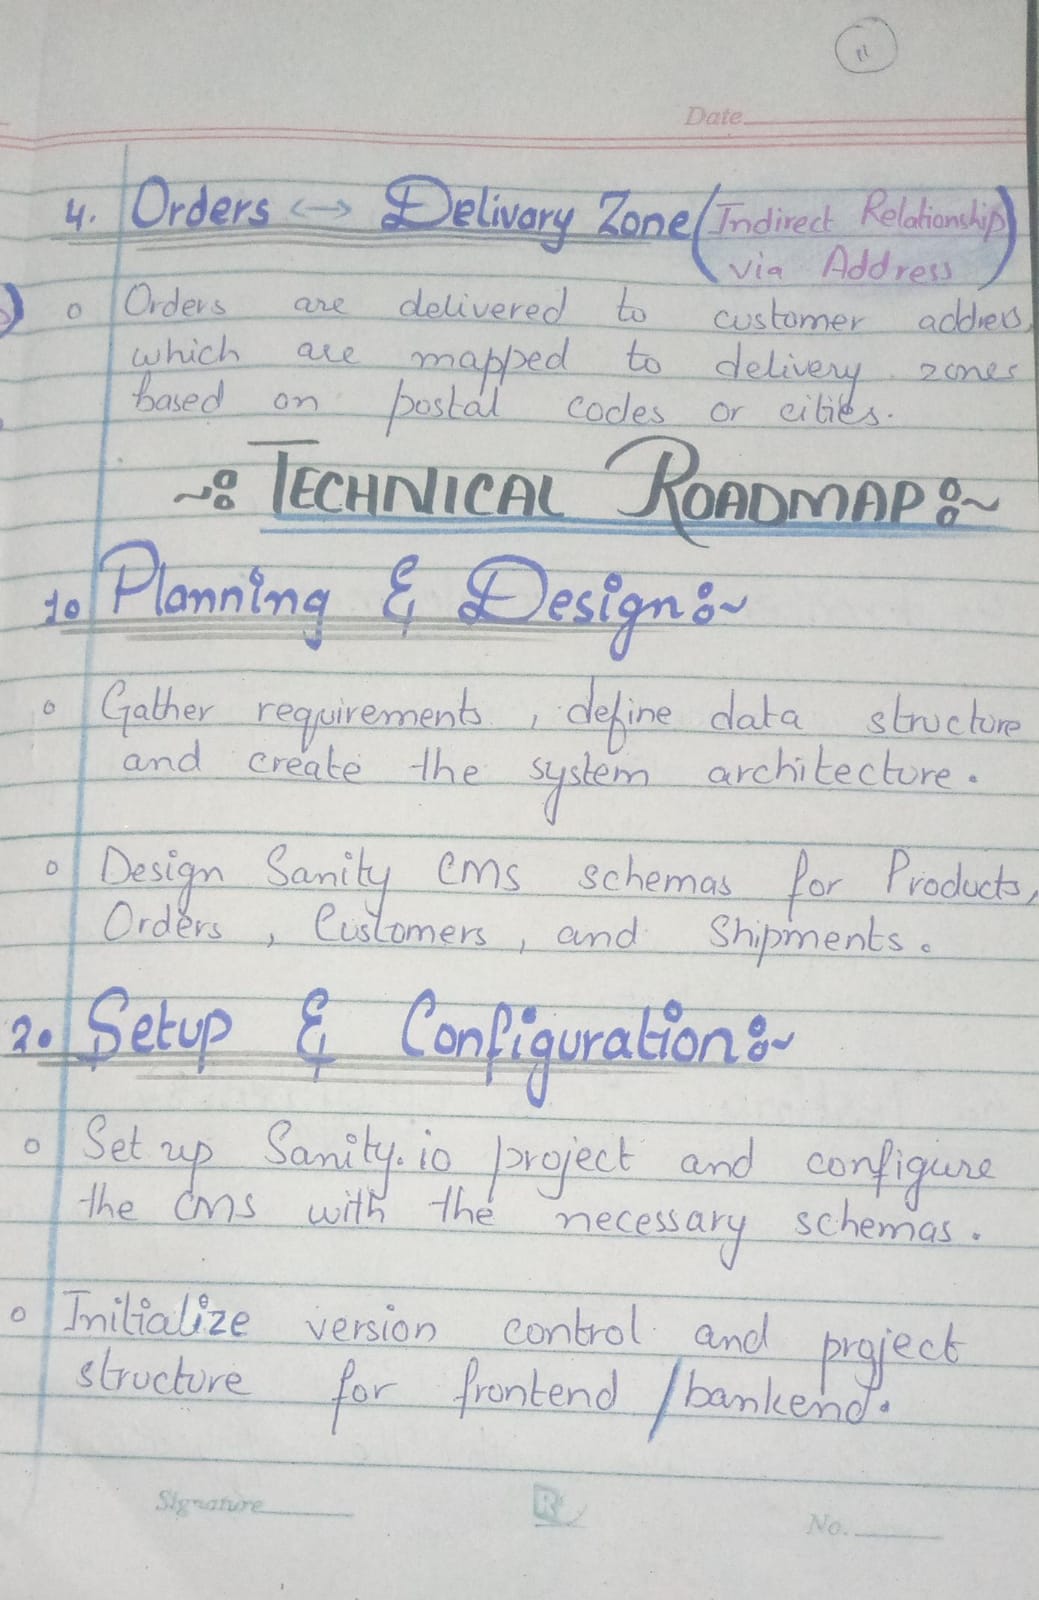 11
Date
4. Orders <-> Delivary Zone (Indirect Relationship
via Address)
o Orders are delivered to customer address
which are mapped to delivery zones
based on postal codes or cities.
~: TECHNICAL ROADMAP :~
1. Planning & Design:~
o Gather requirements, define data structure
and create the system architecture.
o Design Sanity CMS schemas for Products,
Orders, Customers, and Shipments.
2. Setup & Configuration:~
o Set up Sanity.io project and configure
the CMS with the necessary schemas.
o Initialize version control and project
structure for frontend /bankend.
Signature
R
No.